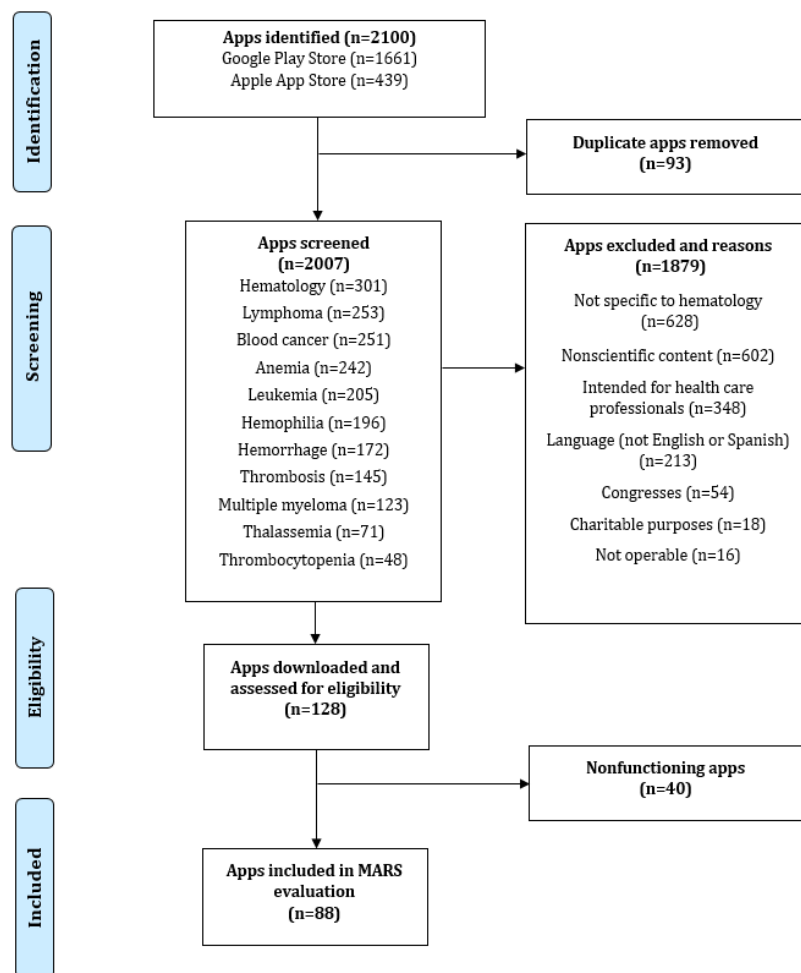 Identification
Apps identified (n=2100)
Google Play Store (n=1661)
Apple App Store (n=439)
Duplicate apps removed
(n=93)
Screening
Apps screened
(n=2007)
Hematology (n=301)
Lymphoma (n=253)
Blood cancer (n=251)
Anemia (n=242)
Leukemia (n=205)
Hemophilia (n=196)
Hemorrhage (n=172)
Thrombosis (n=145)
Multiple myeloma (n=123)
Thalassemia (n=71)
Thrombocytopenia (n=48)
Apps excluded and reasons
(n=1879)
Not specific to hematology
(n=628)
Nonscientific content (n=602)
Intended for health care
professionals (n=348)
Language (not English or Spanish)
(n=213)
Congresses (n=54)
Charitable purposes (n=18)
Not operable (n=16)
Eligibility
Apps downloaded and
assessed for eligibility
(n=128)
Nonfunctioning apps
(n=40)
Included
Apps included in MARS
evaluation
(n=88)